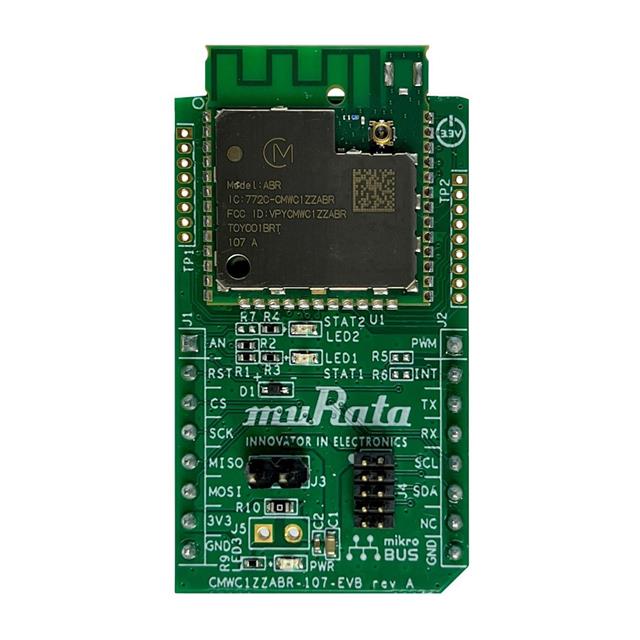 3.3V
CM
Model:ABR
IC:772C-CMWC1ZZABR
FCC ID:VPYCMWC1ZZABR
TOY001BRT
107 A
TP1
TP2
J1
J2
U1
R7 R4
STAT2
LED2
AN
R2
LED1
PWM
R5
RST
R1
R3
STAT1
R6
INT
D1
CS
muRata
TX
SCK
INNOVATOR IN ELECTRONICS
RX
MISO
J3
SCL
MOSI
J4
SDA
R10
3V3
J5
C2
C1
NC
GND
mikro
BUS
GND
R9
LED3
PWR
CMWC1ZZABR-107-EVB rev A